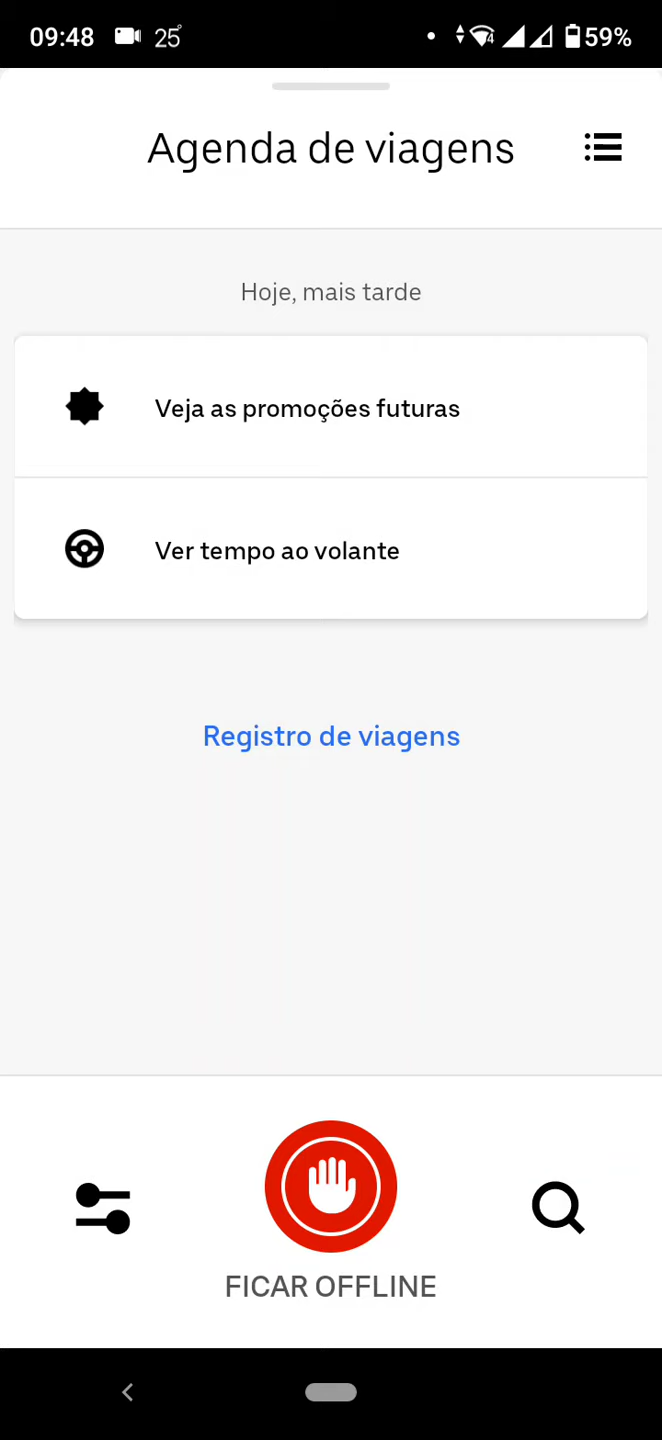 09:48 25° 59%
Agenda de viagens
Hoje, mais tarde
Veja as promoções futuras
Ver tempo ao volante
Registro de viagens
FICAR OFFLINE